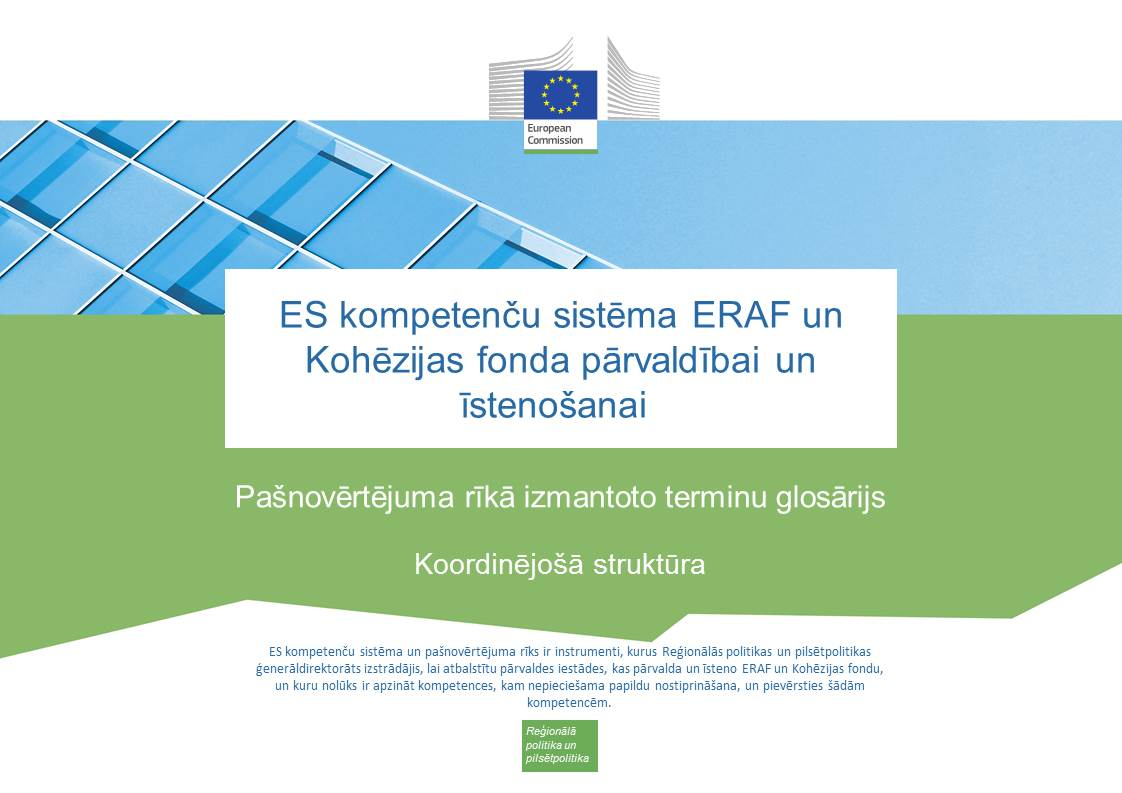 European
Commission
ES kompetenču sistēma ERAF un
Kohēzijas fonda pārvaldībai un
īstenošanai
Pašnovērtējuma rīkā izmantoto terminu glosārijs
Koordinējošā struktūra
ES kompetenču sistēma un pašnovērtējuma rīks ir instrumenti, kurus Reģionālās politikas un pilsētpolitikas
ģenerāldirektorāts izstrādājis, lai atbalstītu pārvaldes iestādes, kas pārvalda un īsteno ERAF un Kohēzijas fondu,
un kuru nolūks ir apzināt kompetences, kam nepieciešama papildu nostiprināšana, un pievērsties šādām
kompetencēm.
Reģionālā
politika un
pilsētpolitika